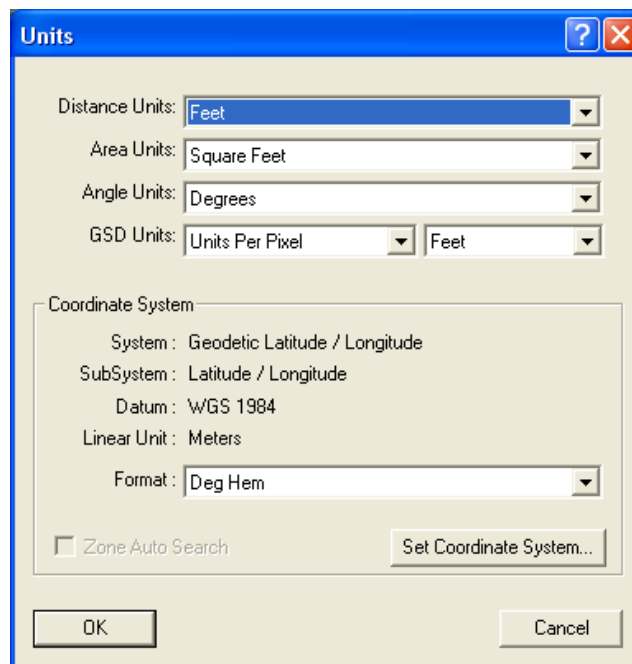 Units
Distance Units: Feet
Area Units: Square Feet
Angle Units: Degrees
GSD Units: Units Per Pixel Feet
Coordinate System
System : Geodetic Latitude / Longitude
SubSystem : Latitude / Longitude
Datum : WGS 1984
Linear Unit : Meters
Format : Deg Hem
Zone Auto Search Set Coordinate System...
OK Cancel